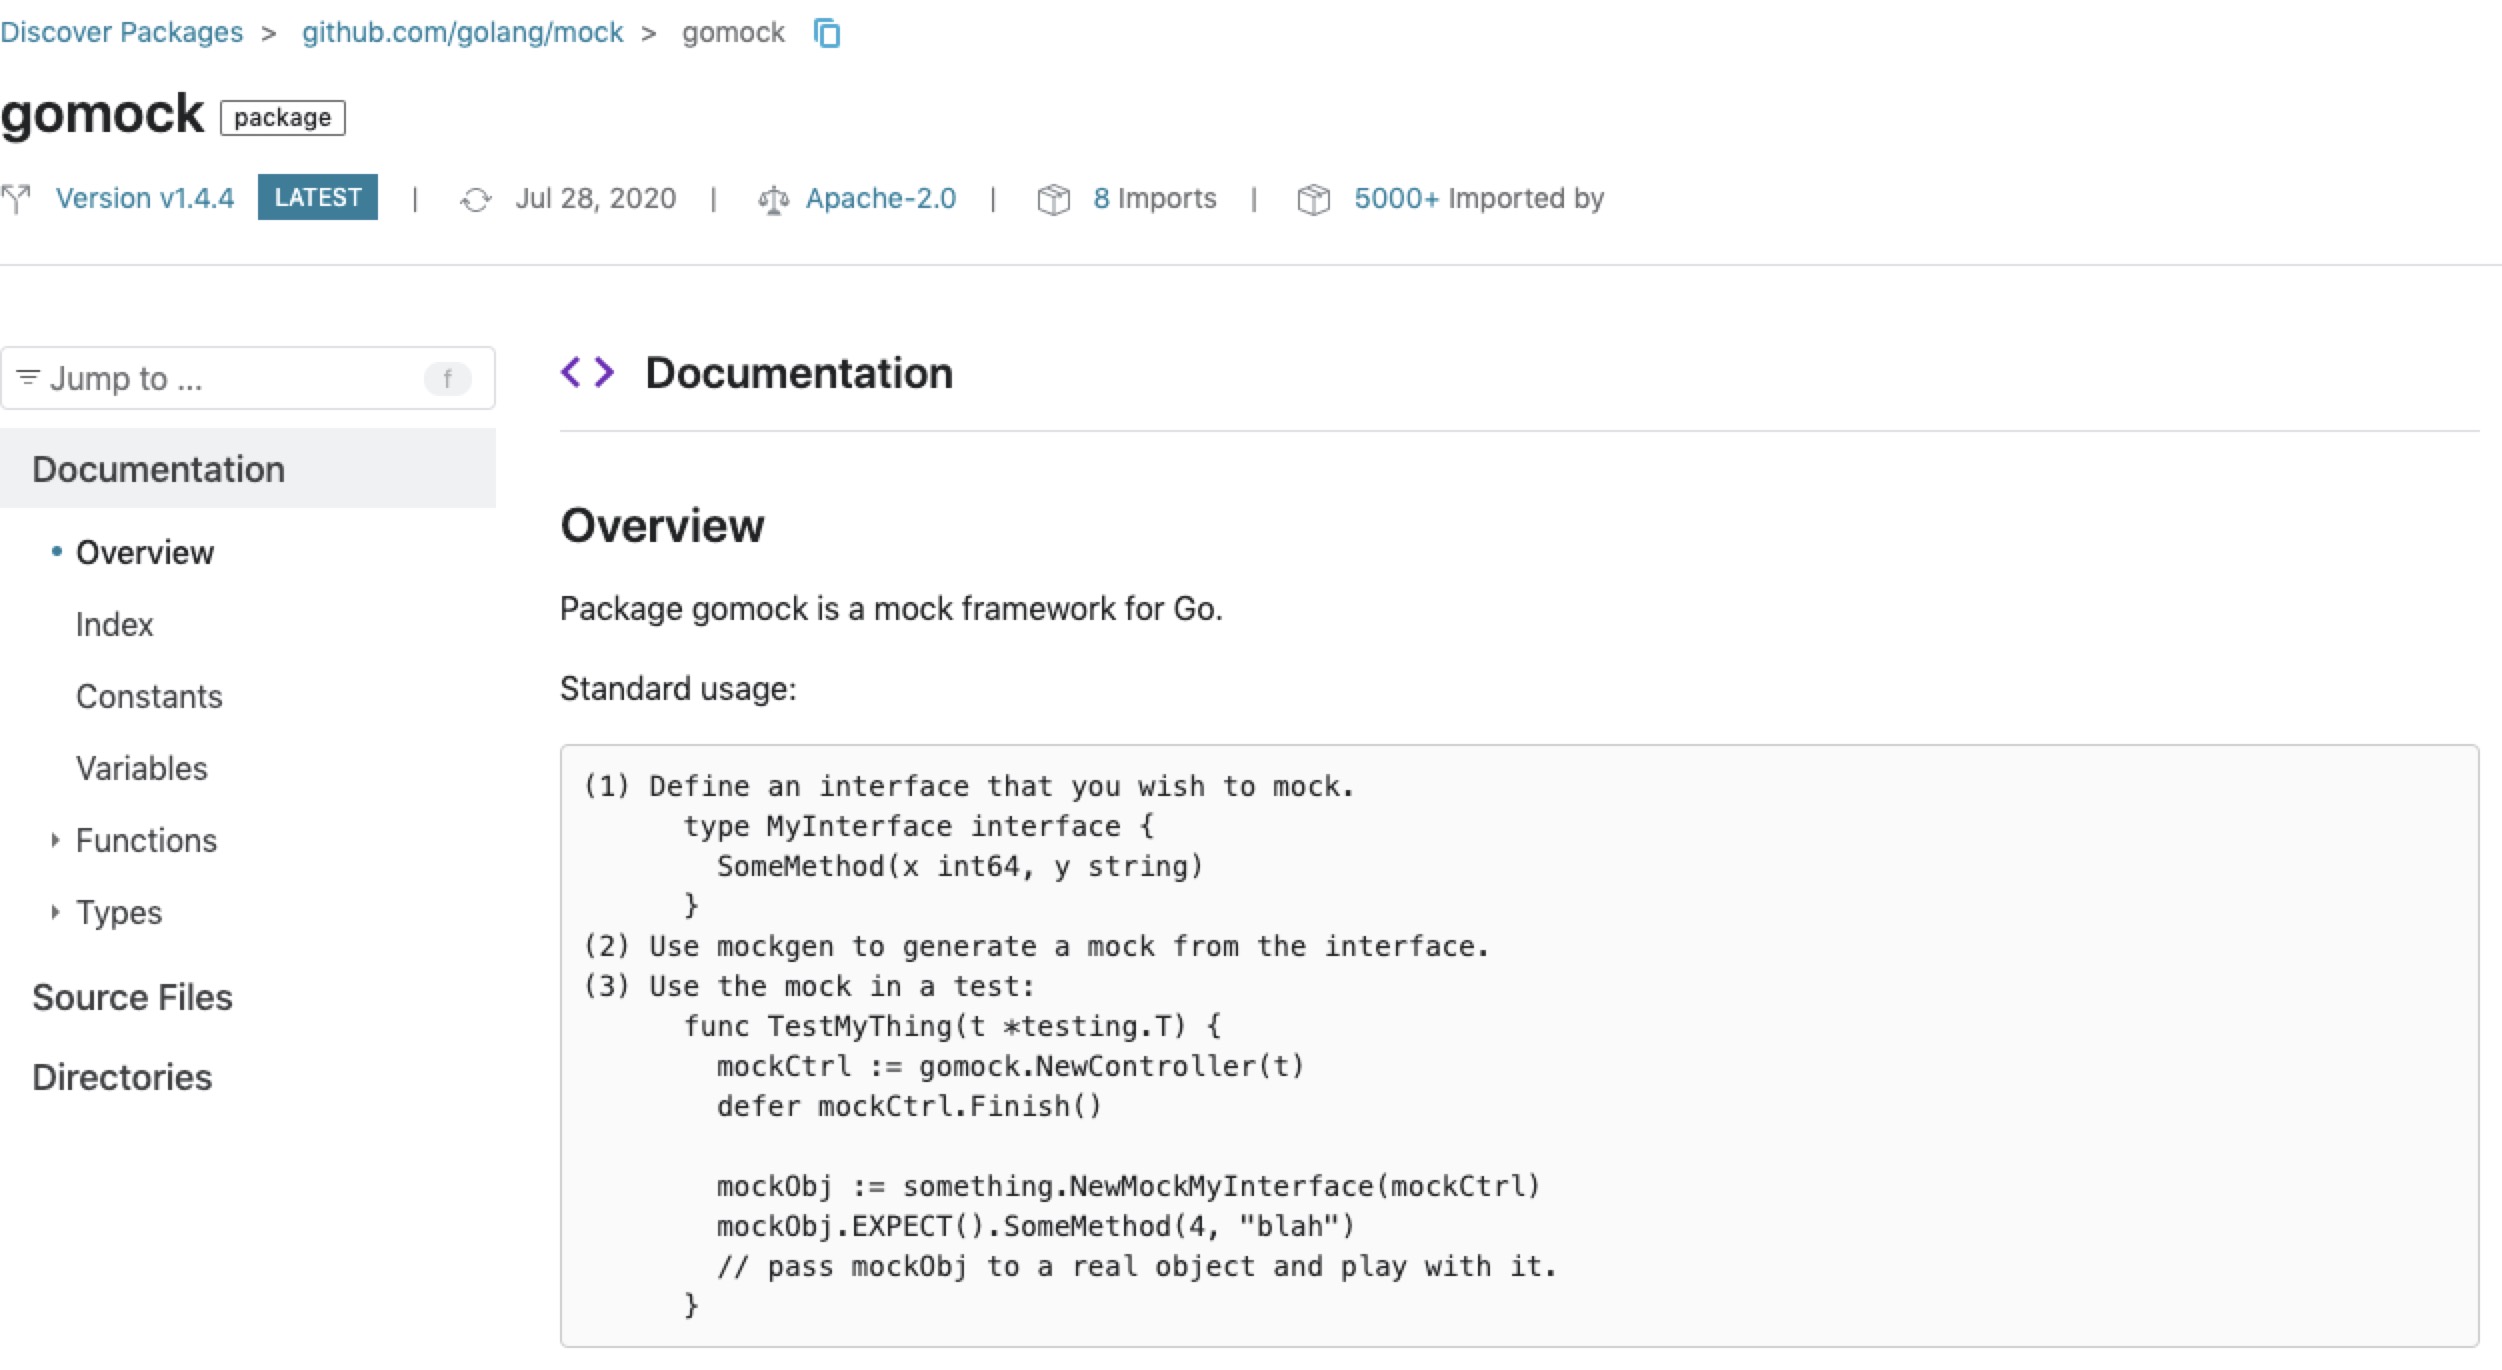 Discover Packages > github.com/golang/mock > gomock
gomock package
Version v1.4.4 LATEST | Jul 28, 2020 | Apache-2.0 | 8 Imports | 5000+ Imported by
Jump to ... f
Documentation
Overview
Index
Constants
Variables
Functions
Types
Source Files
Directories
<> Documentation
Overview
Package gomock is a mock framework for Go.
Standard usage:
(1) Define an interface that you wish to mock.
      type MyInterface interface {
        SomeMethod(x int64, y string)
      }
(2) Use mockgen to generate a mock from the interface.
(3) Use the mock in a test:
      func TestMyThing(t *testing.T) {
        mockCtrl := gomock.NewController(t)
        defer mockCtrl.Finish()

        mockObj := something.NewMockMyInterface(mockCtrl)
        mockObj.EXPECT().SomeMethod(4, "blah")
        // pass mockObj to a real object and play with it.
      }